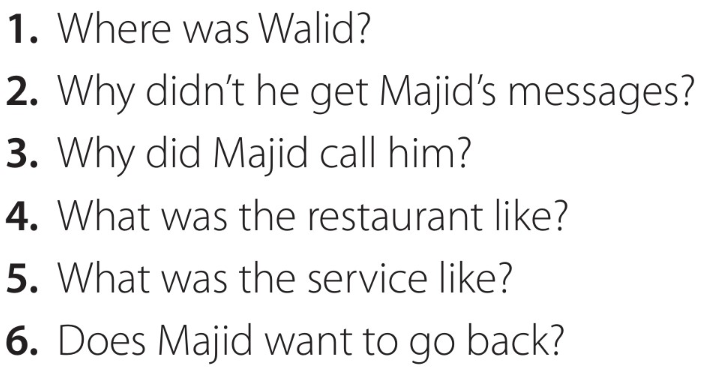 1. Where was Walid?
2. Why didn't he get Majid's messages?
3. Why did Majid call him?
4. What was the restaurant like?
5. What was the service like?
6. Does Majid want to go back?